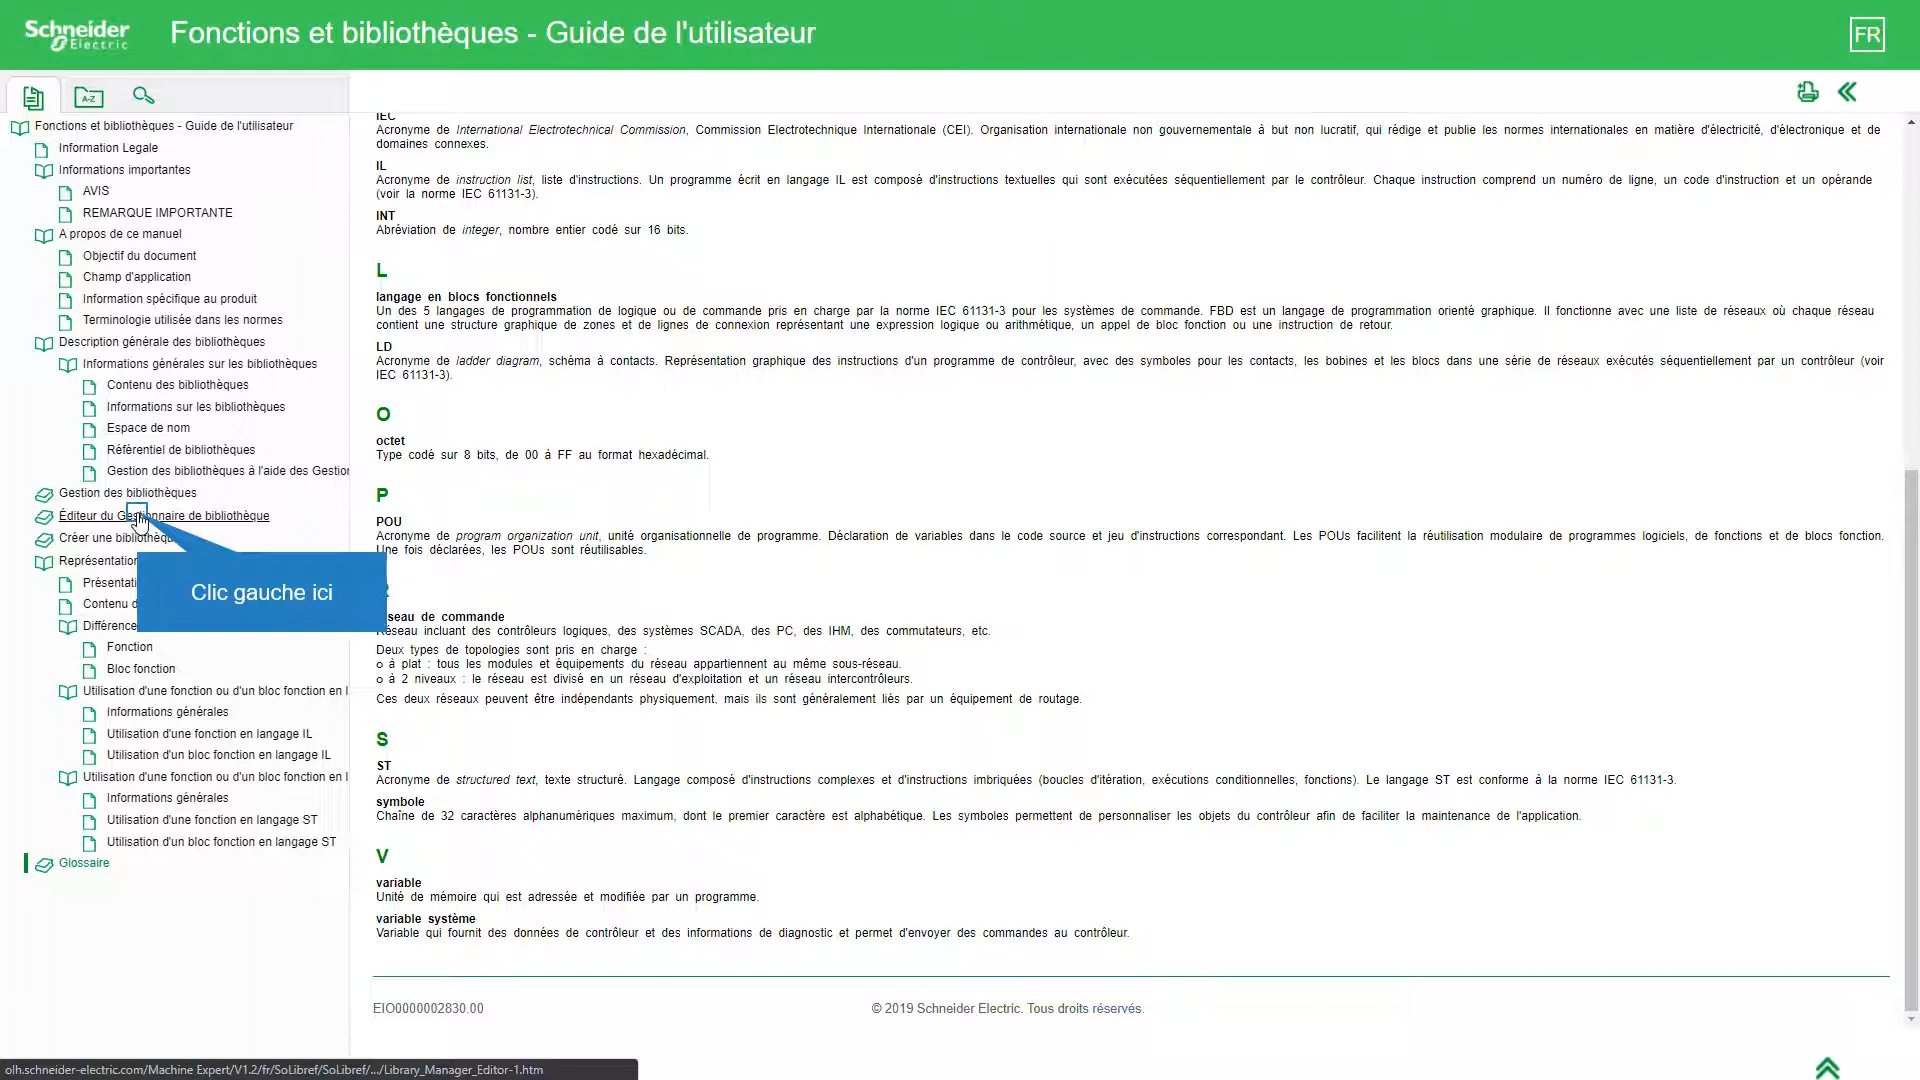 Schneider Electric
Fonctions et bibliothèques - Guide de l'utilisateur
FR
A-Z
Fonctions et bibliothèques - Guide de l'utilisateur
Information Legale
Informations importantes
AVIS
REMARQUE IMPORTANTE
A propos de ce manuel
Objectif du document
Champ d'application
Information spécifique au produit
Terminologie utilisée dans les normes
Description générale des bibliothèques
Informations générales sur les bibliothèques
Contenu des bibliothèques
Informations sur les bibliothèques
Espace de nom
Référentiel de bibliothèques
Gestion des bibliothèques à l'aide des Gestior
Gestion des bibliothèques
Éditeur du Gestionnaire de bibliothèque
Créer une bibliothèqu
Représentation
Présentati
Contenu d
Différence
Fonction
Bloc fonction
Utilisation d'une fonction ou d'un bloc fonction en l
Informations générales
Utilisation d'une fonction en langage IL
Utilisation d'un bloc fonction en langage IL
Utilisation d'une fonction ou d'un bloc fonction en l
Informations générales
Utilisation d'une fonction en langage ST
Utilisation d'un bloc fonction en langage ST
Glossaire
Clic gauche ici
IEC
Acronyme de International Electrotechnical Commission, Commission Electrotechnique Internationale (CEI). Organisation internationale non gouvernementale à but non lucratif, qui rédige et publie les normes internationales en matière d'électricité, d'électronique et de
domaines connexes.
IL
Acronyme de instruction list, liste d'instructions. Un programme écrit en langage IL est composé d'instructions textuelles qui sont exécutées séquentiellement par le contrôleur. Chaque instruction comprend un numéro de ligne, un code d'instruction et un opérande
(voir la norme IEC 61131-3).
INT
Abréviation de integer, nombre entier codé sur 16 bits.
L
langage en blocs fonctionnels
Un des 5 langages de programmation de logique ou de commande pris en charge par la norme IEC 61131-3 pour les systèmes de commande. FBD est un langage de programmation orienté graphique. Il fonctionne avec une liste de réseaux où chaque réseau
contient une structure graphique de zones et de lignes de connexion représentant une expression logique ou arithmétique, un appel de bloc fonction ou une instruction de retour.
LD
Acronyme de ladder diagram, schéma à contacts. Représentation graphique des instructions d'un programme de contrôleur, avec des symboles pour les contacts, les bobines et les blocs dans une série de réseaux exécutés séquentiellement par un contrôleur (voir
IEC 61131-3).
O
octet
Type codé sur 8 bits, de 00 à FF au format hexadécimal.
P
POU
Acronyme de program organization unit, unité organisationnelle de programme. Déclaration de variables dans le code source et jeu d'instructions correspondant. Les POUs facilitent la réutilisation modulaire de programmes logiciels, de fonctions et de blocs fonction.
Une fois déclarées, les POUs sont réutilisables.
seau de commande
Réseau incluant des contrôleurs logiques, des systèmes SCADA, des PC, des IHM, des commutateurs, etc.
Deux types de topologies sont pris en charge :
o à plat : tous les modules et équipements du réseau appartiennent au même sous-réseau.
o à 2 niveaux : le réseau est divisé en un réseau d'exploitation et un réseau intercontrôleurs.
Ces deux réseaux peuvent être indépendants physiquement, mais ils sont généralement liés par un équipement de routage.
S
ST
Acronyme de structured text, texte structuré. Langage composé d'instructions complexes et d'instructions imbriquées (boucles d'itération, exécutions conditionnelles, fonctions). Le langage ST est conforme à la norme IEC 61131-3.
symbole
Chaîne de 32 caractères alphanumériques maximum, dont le premier caractère est alphabétique. Les symboles permettent de personnaliser les objets du contrôleur afin de faciliter la maintenance de l'application.
V
variable
Unité de mémoire qui est adressée et modifiée par un programme.
variable système
Variable qui fournit des données de contrôleur et des informations de diagnostic et permet d'envoyer des commandes au contrôleur.
EIO0000002830.00
© 2019 Schneider Electric. Tous droits réservés.
olh.schneider-electric.com/Machine Expert/V1.2/fr/SoLibref/SoLibref/.../Library_Manager_Editor-1.htm